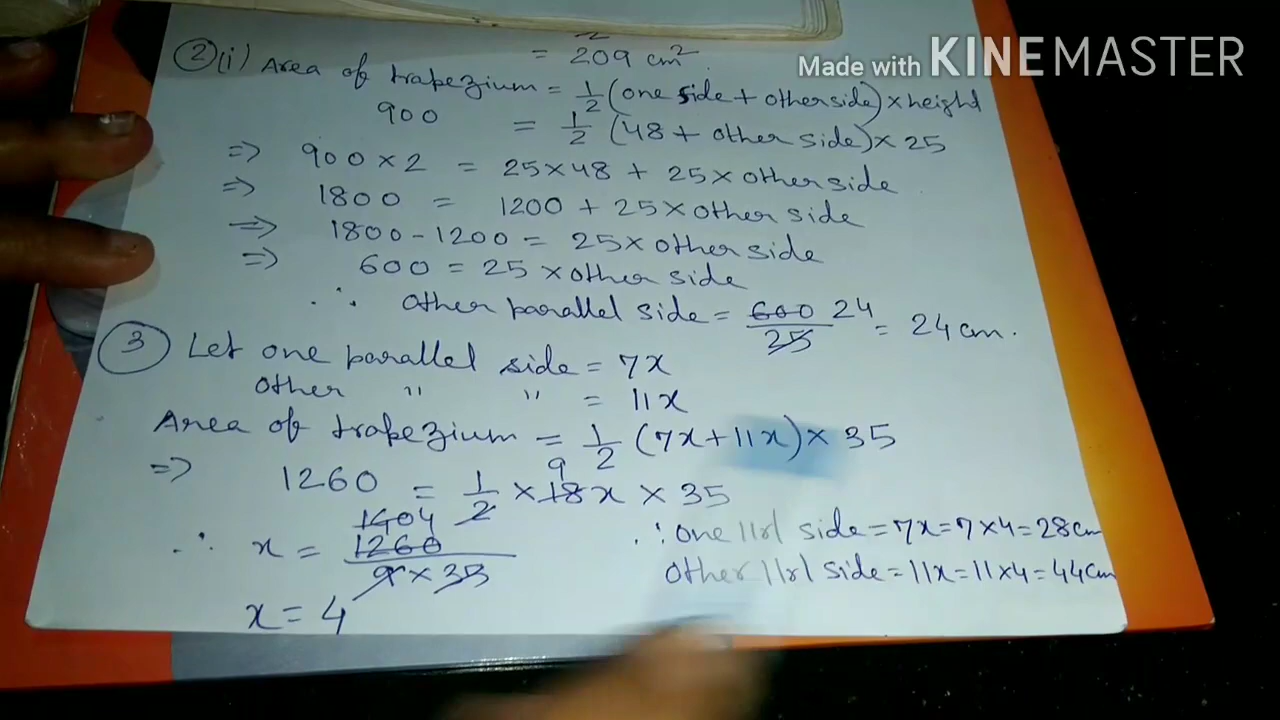 = 209 cm²
Made with KINEMASTER
②(i) Area of trapezium = 1/2 (one side + other side) × height
900 = 1/2 (48 + other side) × 25
=> 900 × 2 = 25 × 48 + 25 × other side
=> 1800 = 1200 + 25 × other side
=> 1800 - 1200 = 25 × other side
=> 600 = 25 × other side
∴ Other parallel side = 600/25 24 = 24 cm.
③ Let one parallel side = 7x
Other " " = 11x
Area of trapezium = 1/2 (7x + 11x) × 35
=> 1260 = 1/2 × 18x × 35
9
140 4
∴ x = 1260/9 × 35
x = 4
∵ one ||rl side = 7x = 7 × 4 = 28 cm
Other ||rl side = 11x = 11 × 4 = 44 cm